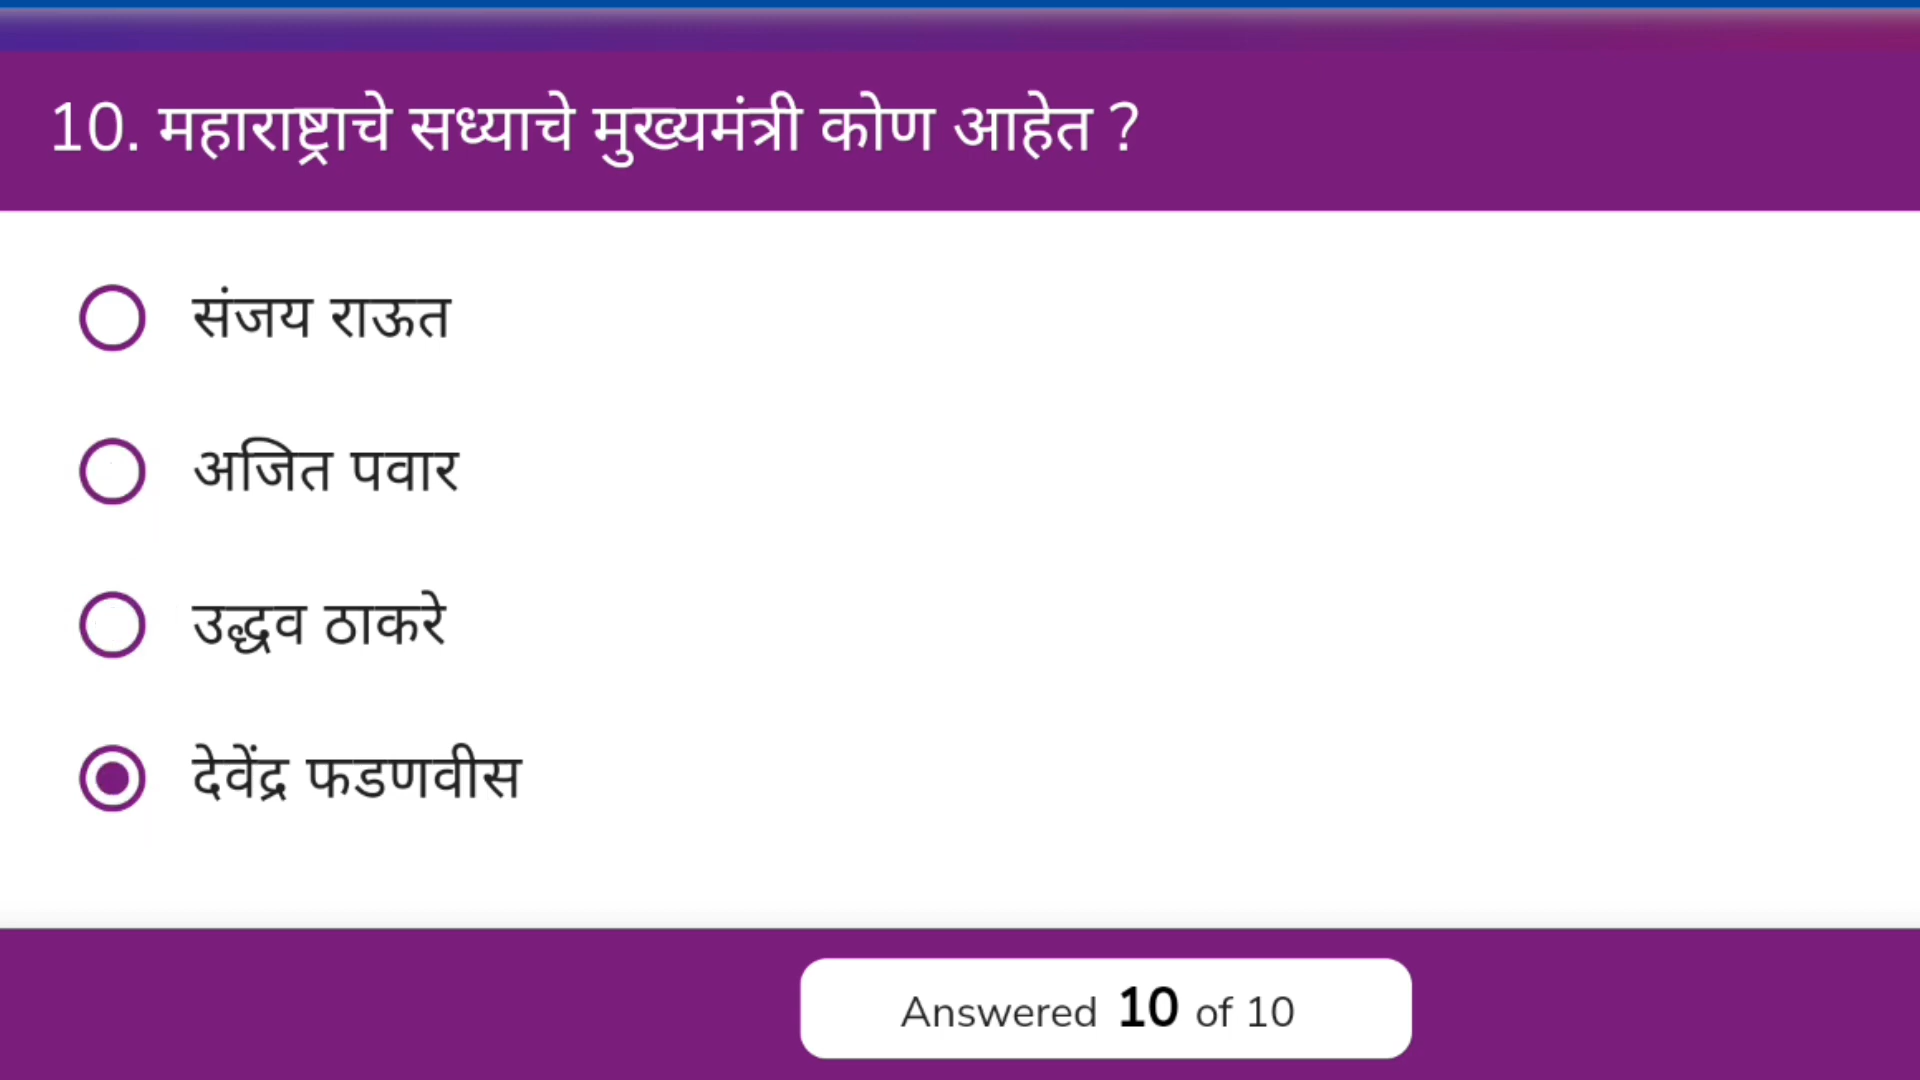 10. महाराष्ट्राचे सध्याचे मुख्यमंत्री कोण आहेत ?
संजय राऊत
अजित पवार
उद्धव ठाकरे
देवेंद्र फडणवीस
Answered 10 of 10